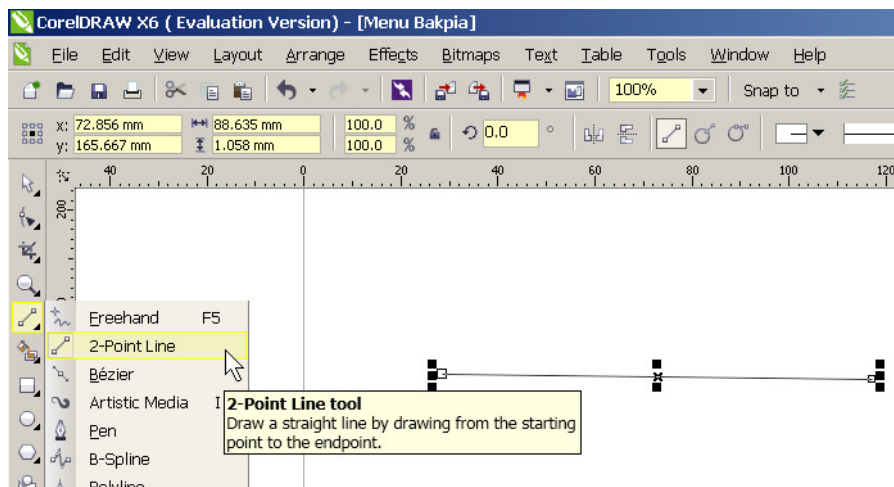 CorelDRAW X6 ( Evaluation Version) - [Menu Bakpia]
File Edit View Layout Arrange Effects Bitmaps Text Table Tools Window Help
100% Snap to
x: 72.856 mm 88.635 mm 100.0 % 0.0 °
y: 165.667 mm 1.058 mm 100.0 %
40 20 0 20 40 60 80 100 120
200
Freehand F5
2-Point Line
Bézier
Artistic Media I
Pen
B-Spline
Polyline
2-Point Line tool
Draw a straight line by drawing from the starting
point to the endpoint.